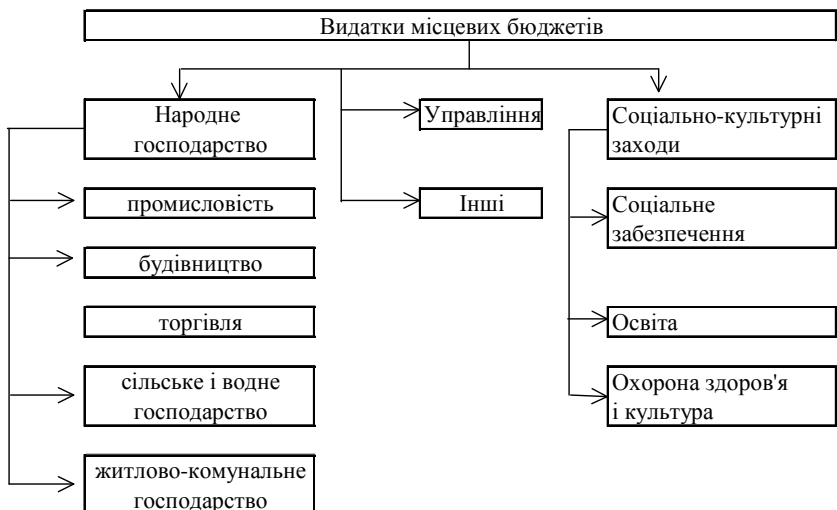 Видатки місцевих бюджетів
Народне
господарство
промисловість
будівництво
торгівля
сільське і водне
господарство
житлово-комунальне
господарство
Управління
Інші
Соціально-культурні
заходи
Соціальне
забезпечення
Освіта
Охорона здоров'я
і культура